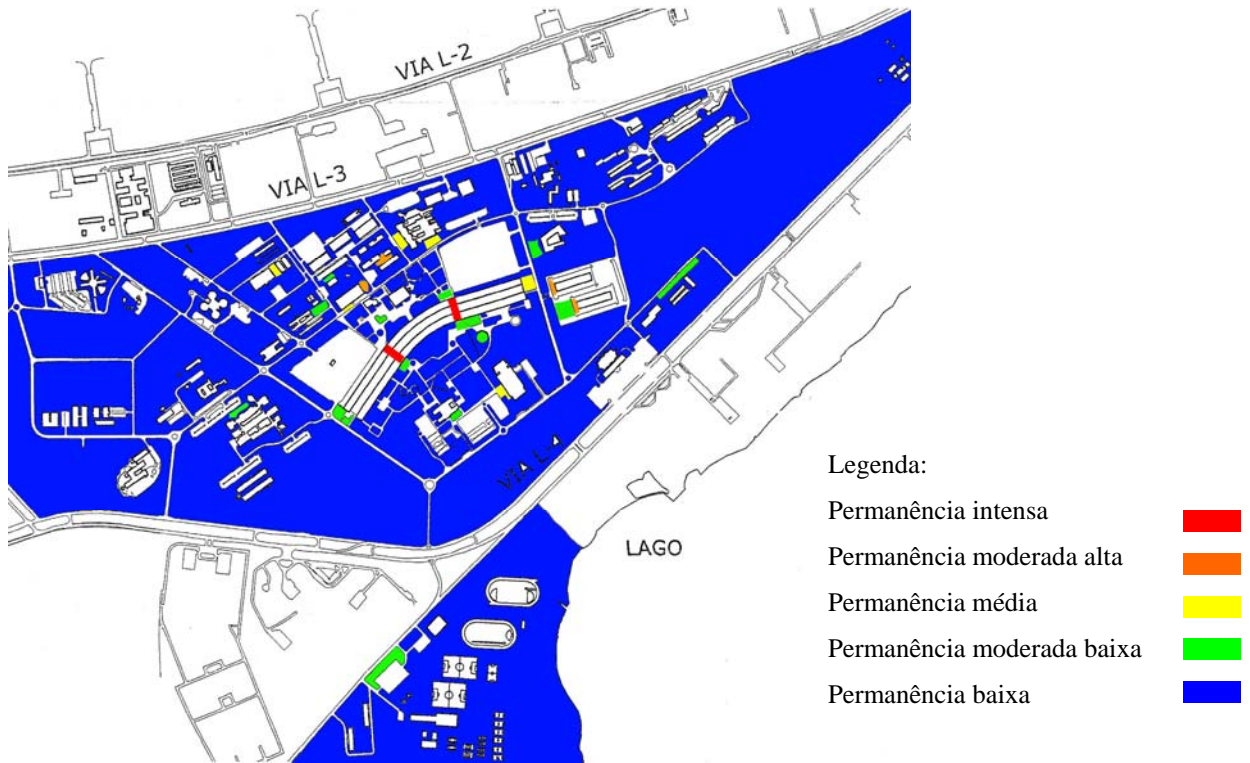 VIA L-2
VIA L-3
VIA L-4
LAGO
Legenda:
Permanência intensa
Permanência moderada alta
Permanência média
Permanência moderada baixa
Permanência baixa